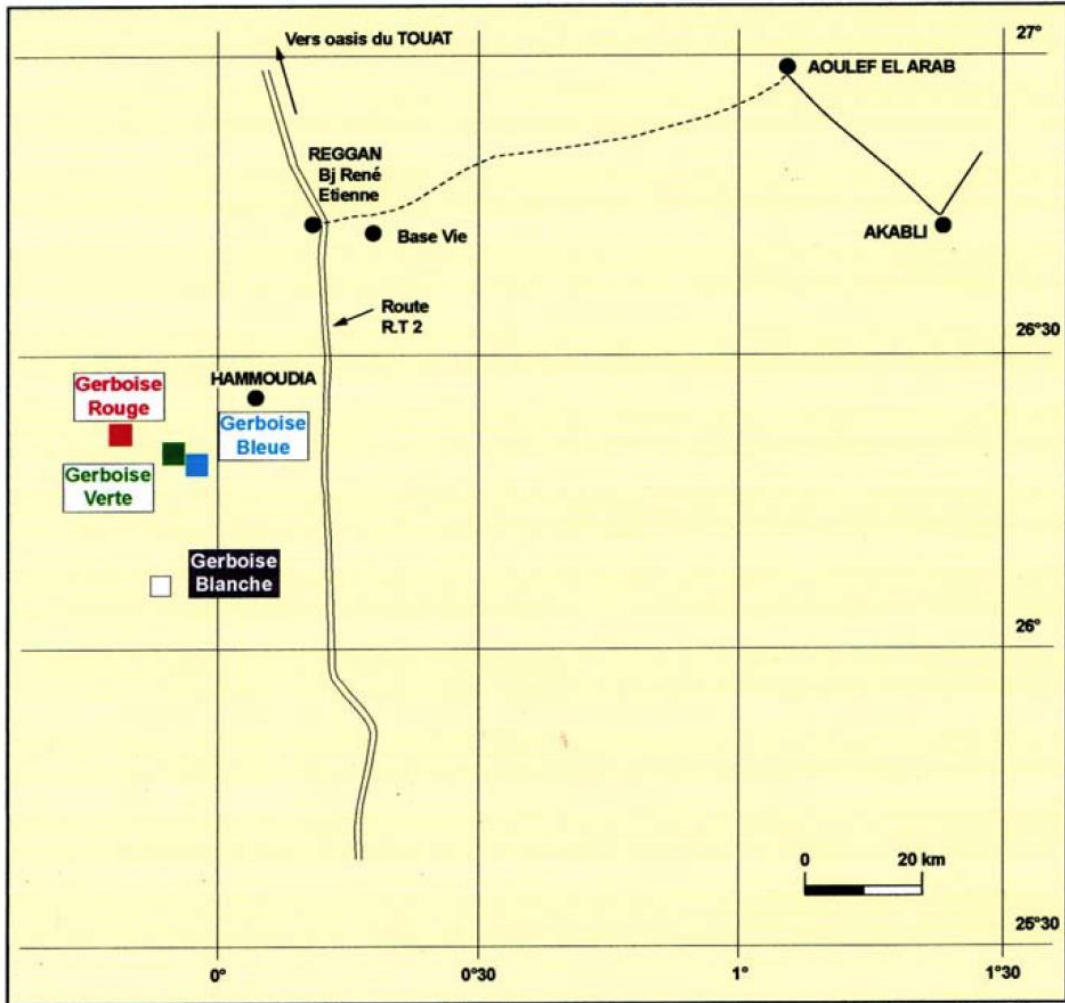 27°
Vers oasis du TOUAT
AOULEF EL ARAB
REGGAN
Bj René
Etienne
Base Vie
AKABLI
Route
R.T 2
26°30
HAMMOUDIA
Gerboise
Rouge
Gerboise
Bleue
Gerboise
Verte
Gerboise
Blanche
26°
0
20 km
25°30
0°
0°30
1°
1°30